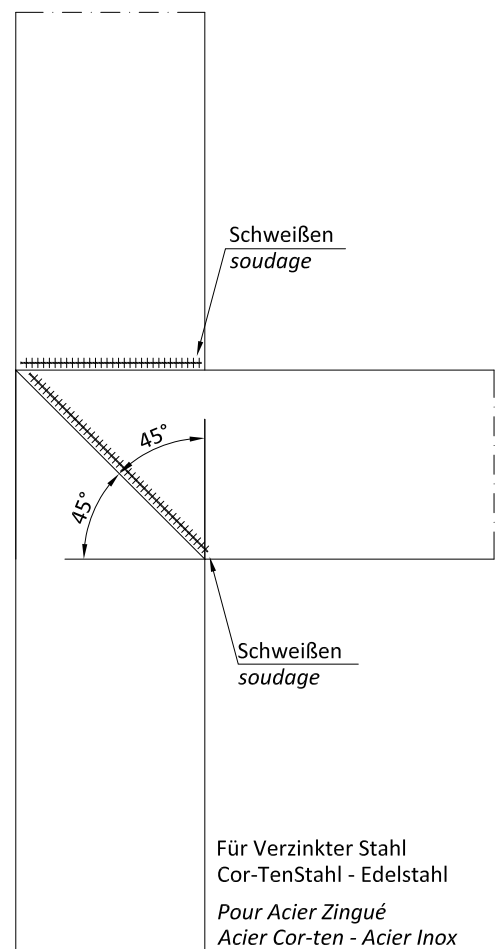 Schweißen
soudage
45°
45°
Schweißen
soudage
Für Verzinkter Stahl
Cor-TenStahl - Edelstahl
Pour Acier Zingué
Acier Cor-ten - Acier Inox